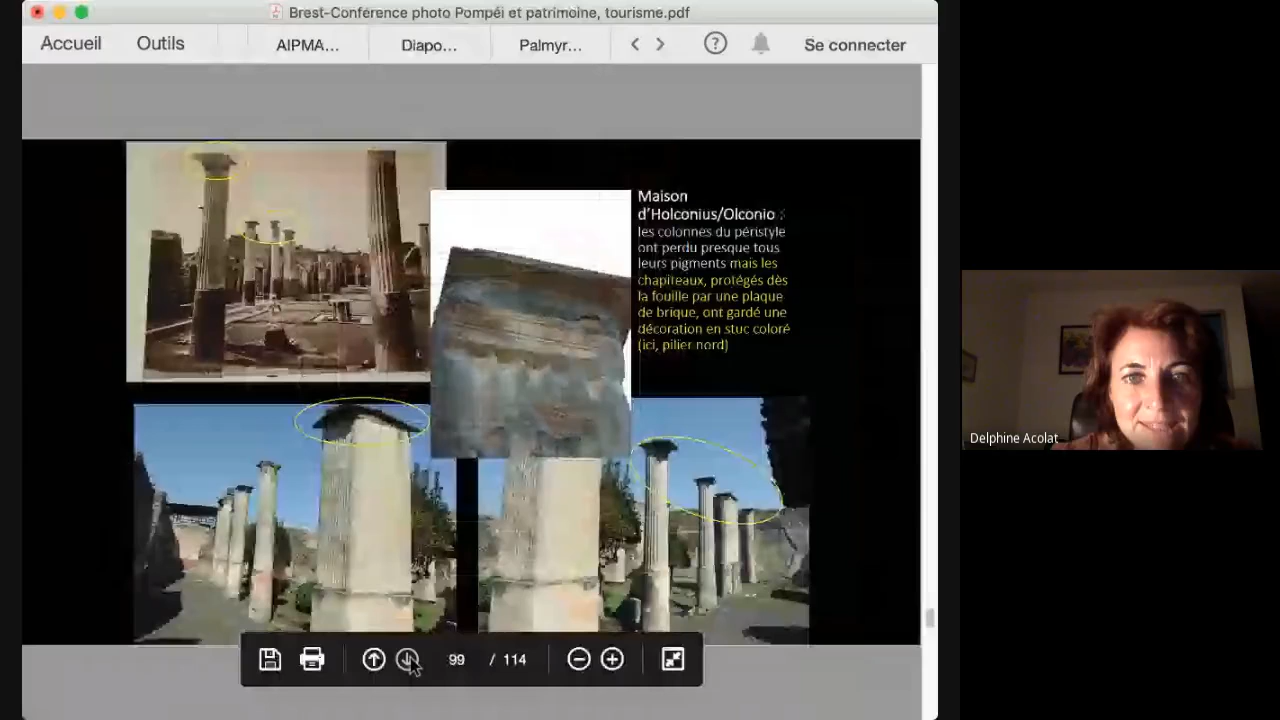 Brest-Conférence photo Pompéi et patrimoine, tourisme.pdf
Accueil
Outils
AIPMA...
Diapo...
Palmyr...
Se connecter
Maison
d'Holconius/Olconio :
les colonnes du péristyle
ont perdu presque tous
leurs pigments mais les
chapiteaux, protégés dès
la fouille par une plaque
de brique, ont gardé une
décoration en stuc coloré
(ici, pilier nord)
Delphine Acolat
99 / 114